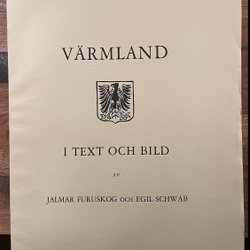 VÄRMLAND
I TEXT OCH BILD
AV
JALMAR FURUSKOG OCH EGIL SCHWAB